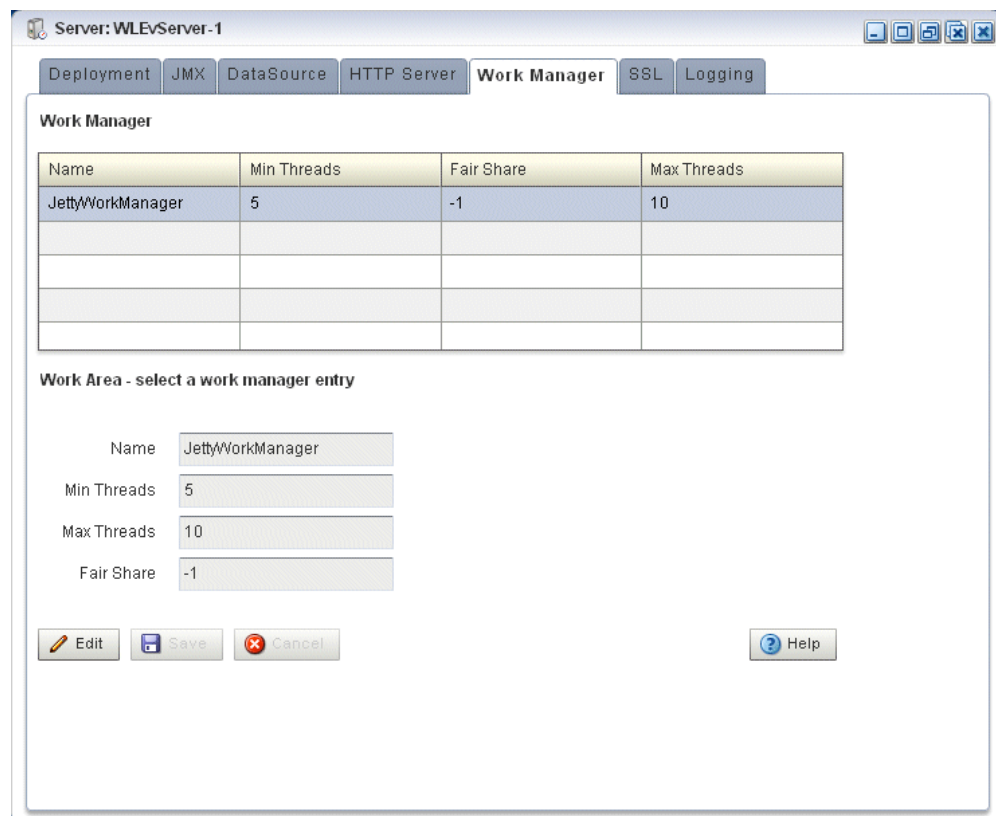 Server: WLEvServer-1
Deployment JMX DataSource HTTP Server Work Manager SSL Logging
Work Manager
Name Min Threads Fair Share Max Threads
JettyWorkManager 5 -1 10
Work Area - select a work manager entry
Name JettyWorkManager
Min Threads 5
Max Threads 10
Fair Share -1
Edit Save Cancel Help